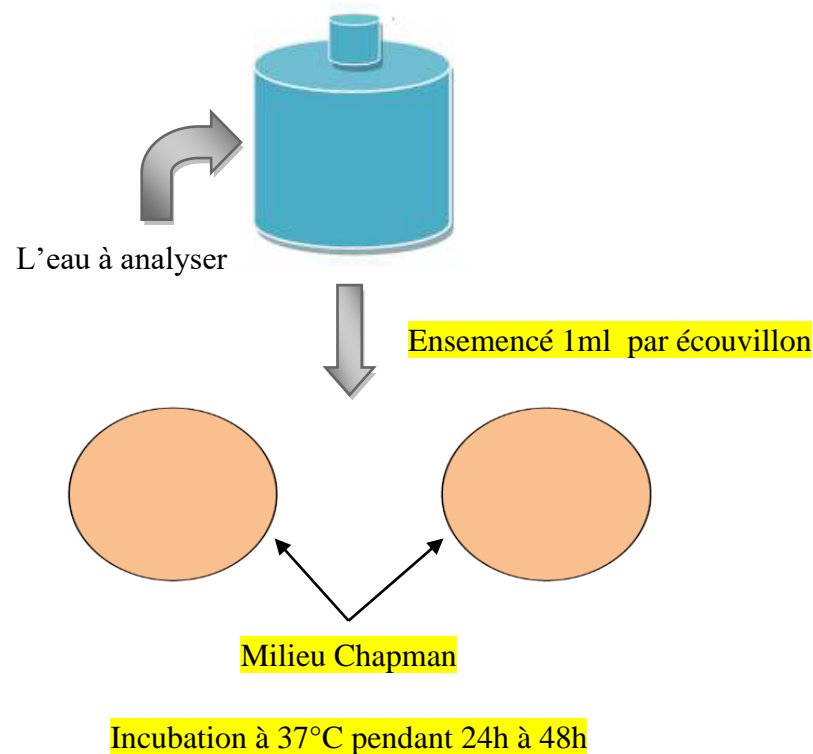 L'eau à analyser
Ensemencé 1ml par écouvillon
Milieu Chapman
Incubation à 37°C pendant 24h à 48h